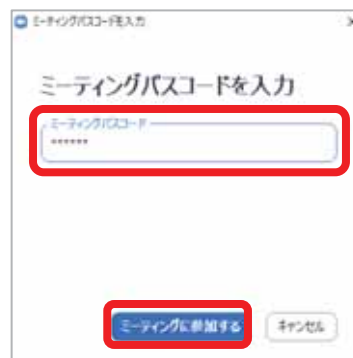 ミーティングパスコードを入力
ミーティングパスコードを入力
ミーティングパスコード
******
ミーティングに参加する
キャンセル